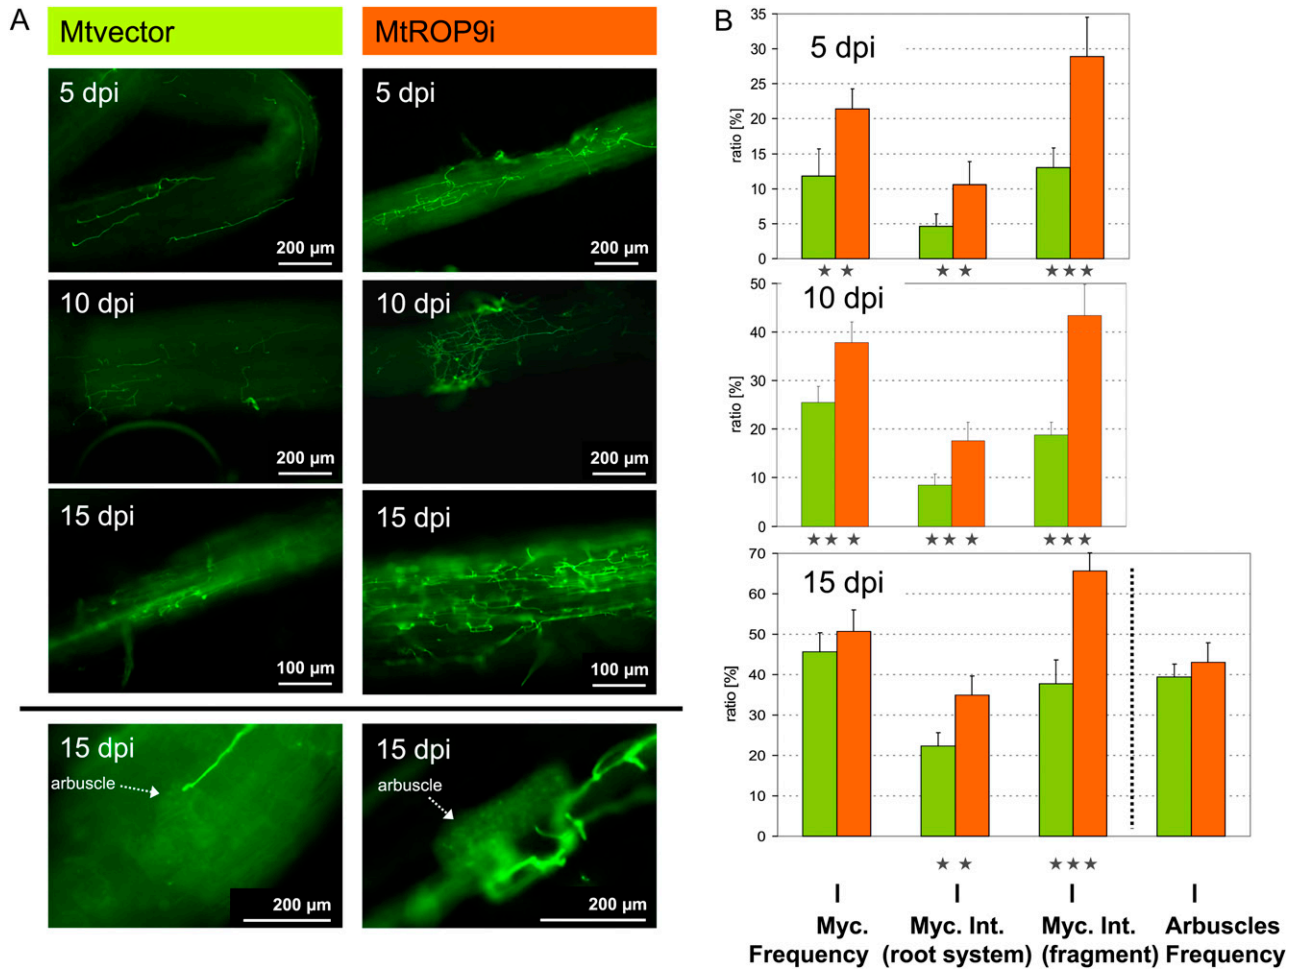 A
Mtvector
MtROP9i
5 dpi
200 µm
5 dpi
200 µm
10 dpi
200 µm
10 dpi
200 µm
15 dpi
100 µm
15 dpi
100 µm
15 dpi
arbuscle
200 µm
15 dpi
arbuscle
200 µm
B
5 dpi
ratio [%]
35
30
25
20
15
10
5
0
★ ★
★ ★
★★★
10 dpi
ratio [%]
50
40
30
20
10
0
★★ ★
★★ ★
★★★
15 dpi
ratio [%]
70
60
50
40
30
20
10
0
★ ★
★★★
Myc.
Frequency
Myc. Int.
(root system)
Myc. Int.
(fragment)
Arbuscles
Frequency